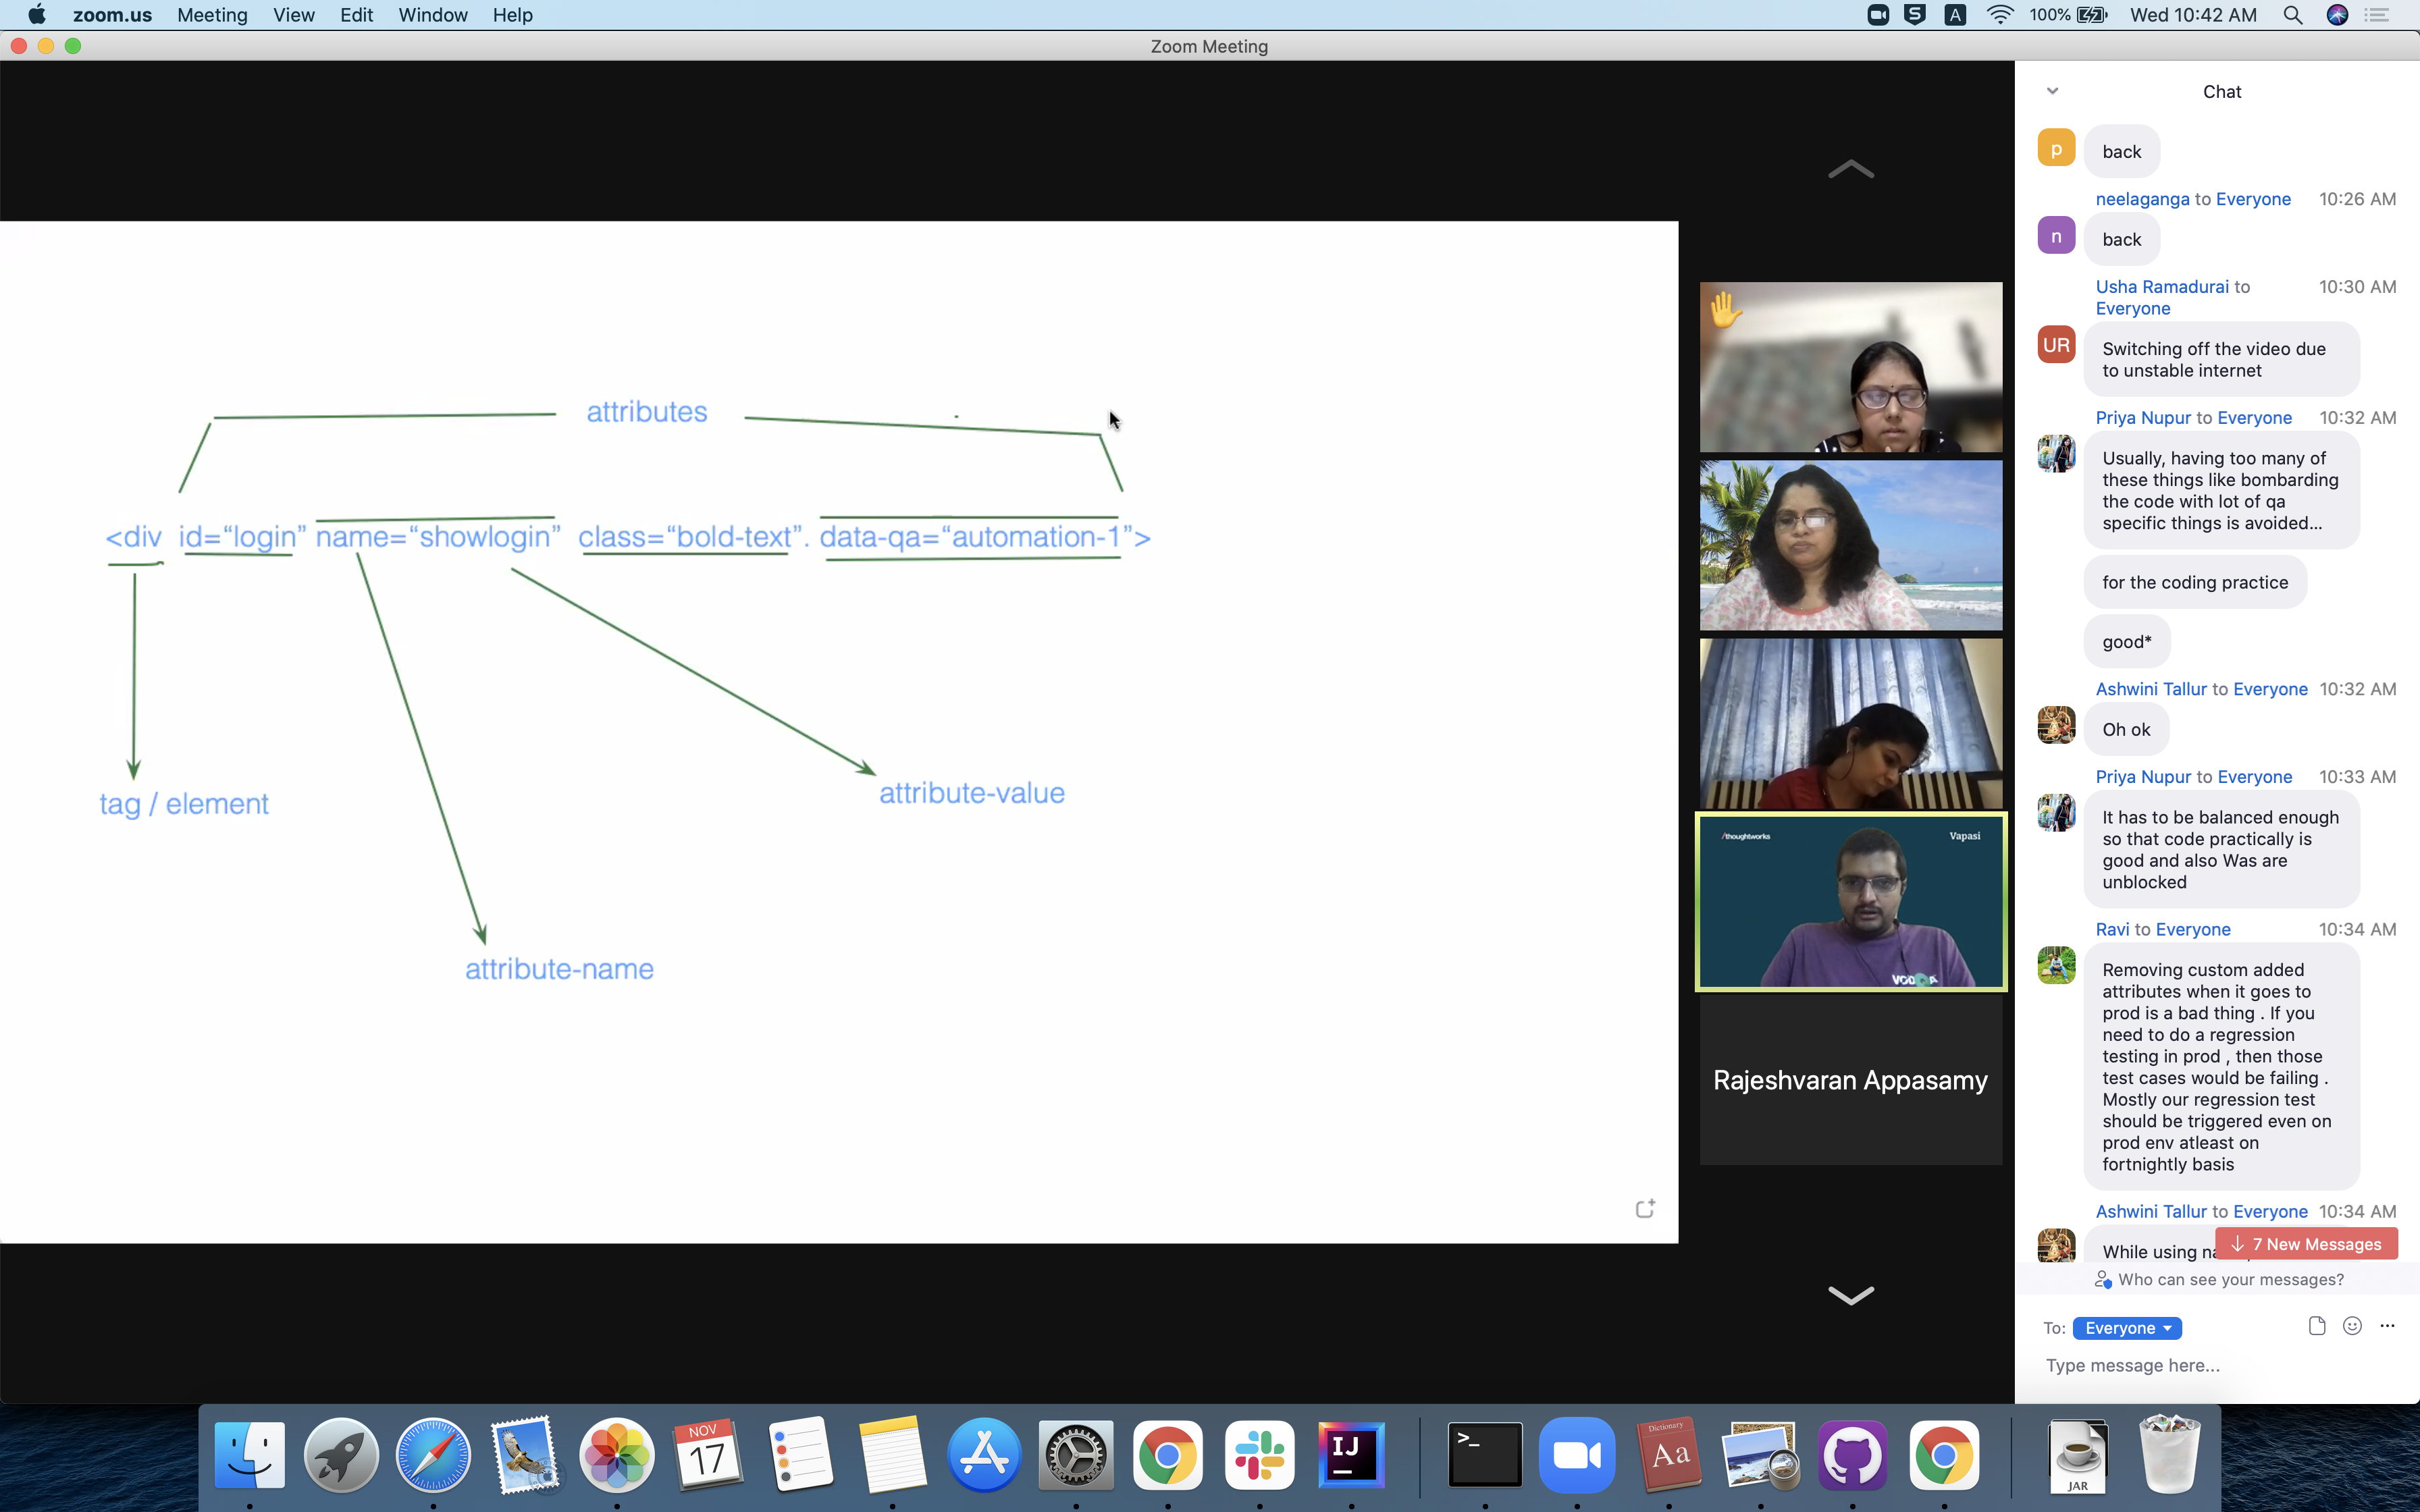 zoom.us Meeting View Edit Window Help
S A 100% Wed 10:42 AM
Zoom Meeting
attributes
<div id=“login” name=“showlogin” class=“bold-text”. data-qa=“automation-1”>
tag / element
attribute-value
attribute-name
/thoughtworks Vapasi
Rajeshvaran Appasamy
Chat
p
back
neelaganga to Everyone 10:26 AM
n
back
Usha Ramadurai to 10:30 AM
Everyone
UR
Switching off the video due
to unstable internet
Priya Nupur to Everyone 10:32 AM
Usually, having too many of
these things like bombarding
the code with lot of qa
specific things is avoided...
for the coding practice
good*
Ashwini Tallur to Everyone 10:32 AM
Oh ok
Priya Nupur to Everyone 10:33 AM
It has to be balanced enough
so that code practically is
good and also Was are
unblocked
Ravi to Everyone 10:34 AM
Removing custom added
attributes when it goes to
prod is a bad thing . If you
need to do a regression
testing in prod , then those
test cases would be failing .
Mostly our regression test
should be triggered even on
prod env atleast on
fortnightly basis
Ashwini Tallur to Everyone 10:34 AM
While using
7 New Messages
Who can see your messages?
To: Everyone
Type message here...
NOV
17
IJ
>_
Dictionary
Aa
JAR